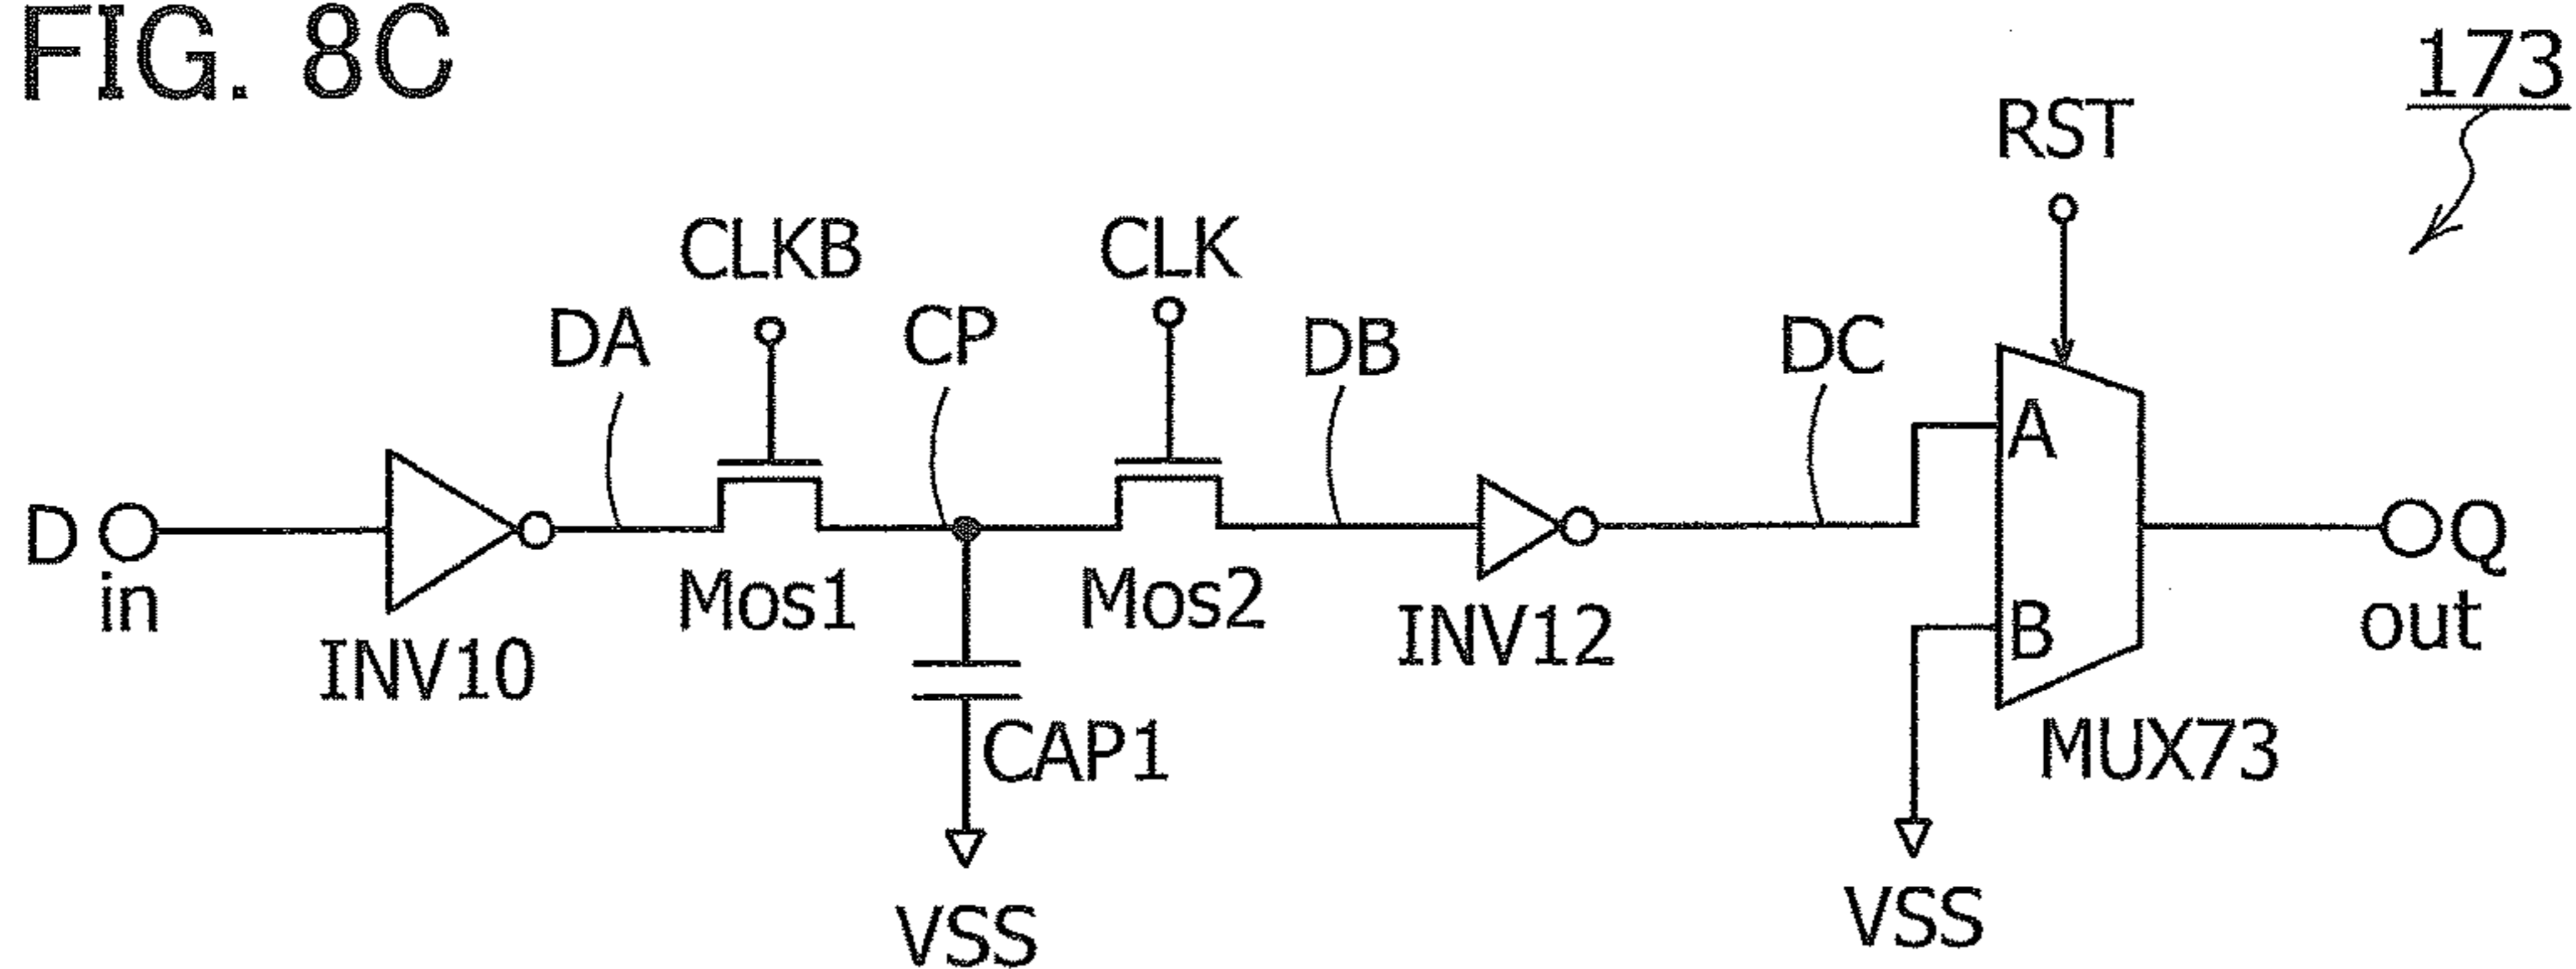 FIG. 8C
173
RST
CLKB
CLK
DA
CP
DB
DC
A
D
in
Q
out
INV10
Mos1
Mos2
INV12
B
CAP1
MUX73
VSS
VSS